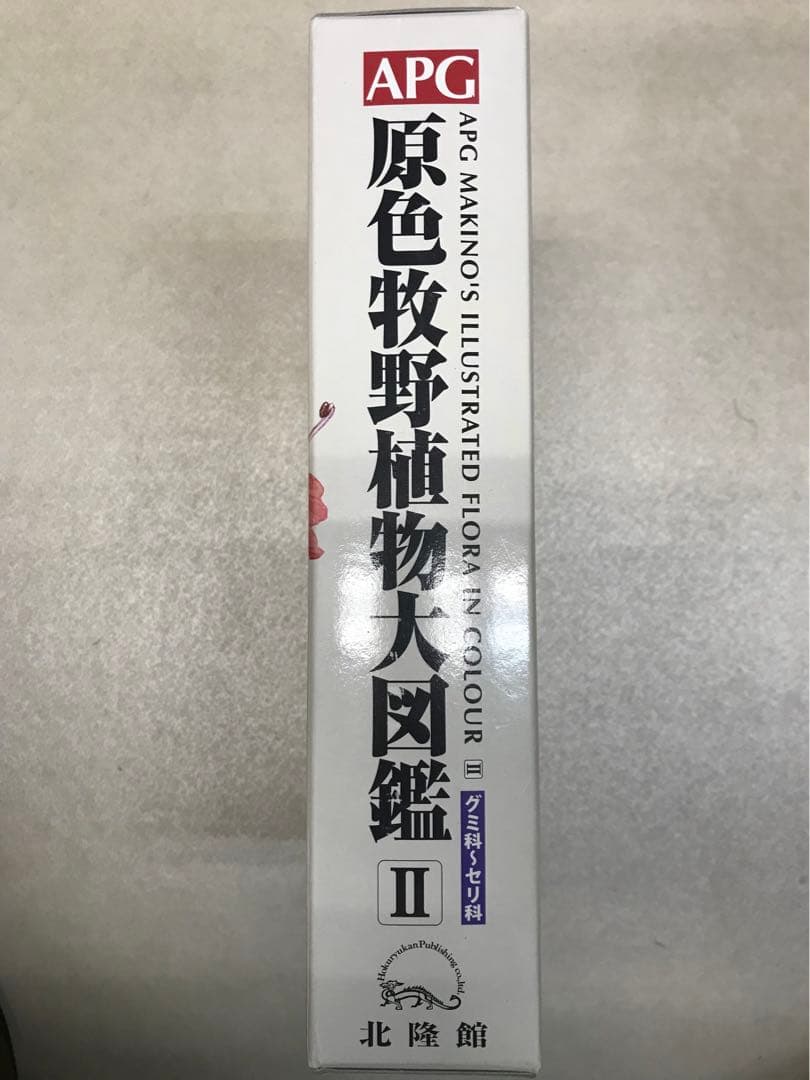 APG
原色牧野植物大図鑑 II
APG MAKINO'S ILLUSTRATED FLORA IN COLOUR II
グミ科〜セリ科
Hokuryukan Publishing co.,ltd.
北隆館